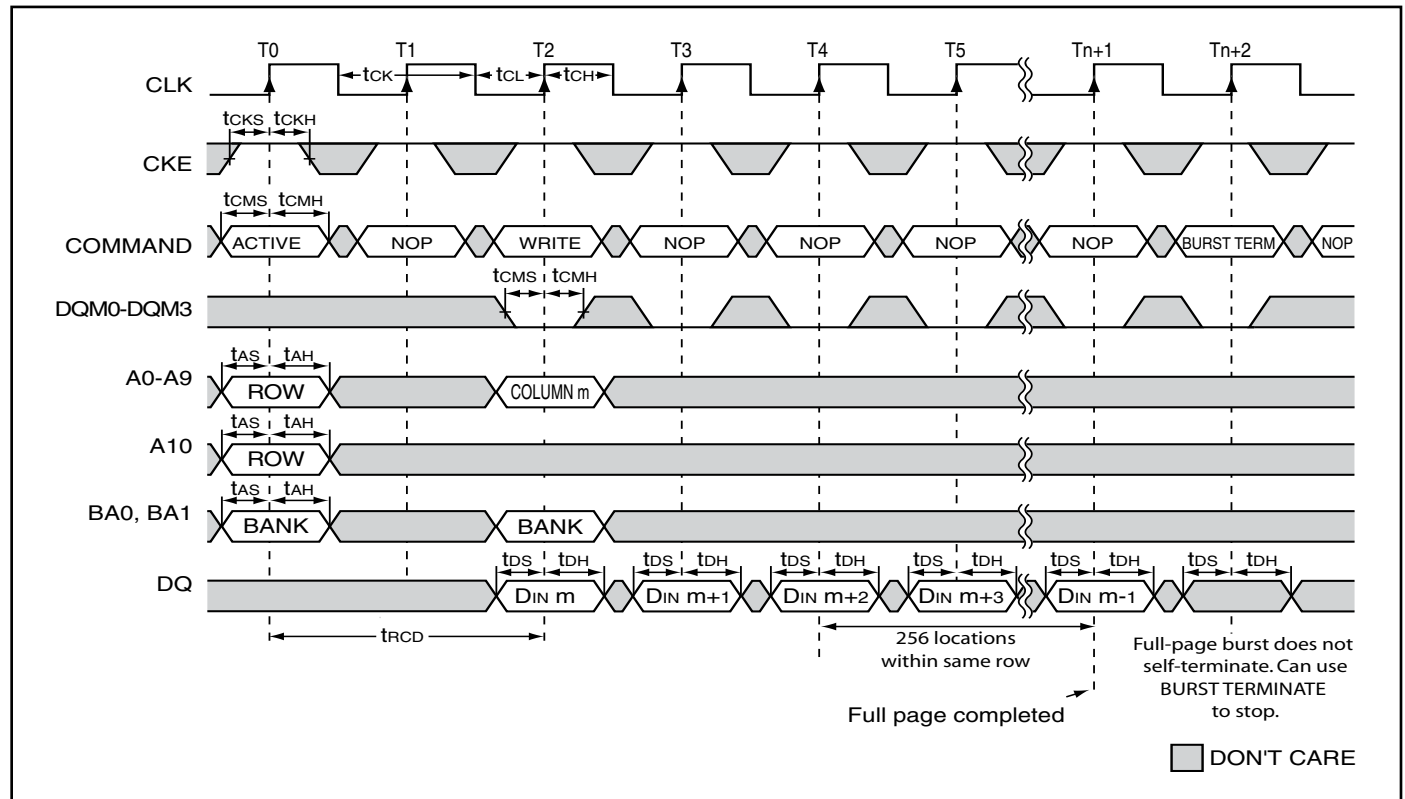 T0 T1 T2 T3 T4 T5 Tn+1 Tn+2
CLK tCK tCL tCH
tCKS tCKH
CKE
tCMS tCMH
COMMAND ACTIVE NOP WRITE NOP NOP NOP NOP BURST TERM NOP
tCMS tCMH
DQM0-DQM3
tAS tAH
A0-A9 ROW COLUMN m
tAS tAH
A10 ROW
tAS tAH
BA0, BA1 BANK BANK
tDS tDH tDS tDH tDS tDH tDS tDH tDS tDH tDS tDH
DQ DIN m DIN m+1 DIN m+2 DIN m+3 DIN m-1
tRCD
256 locations
within same row
Full page completed
Full-page burst does not
self-terminate. Can use
BURST TERMINATE
to stop.
DON'T CARE